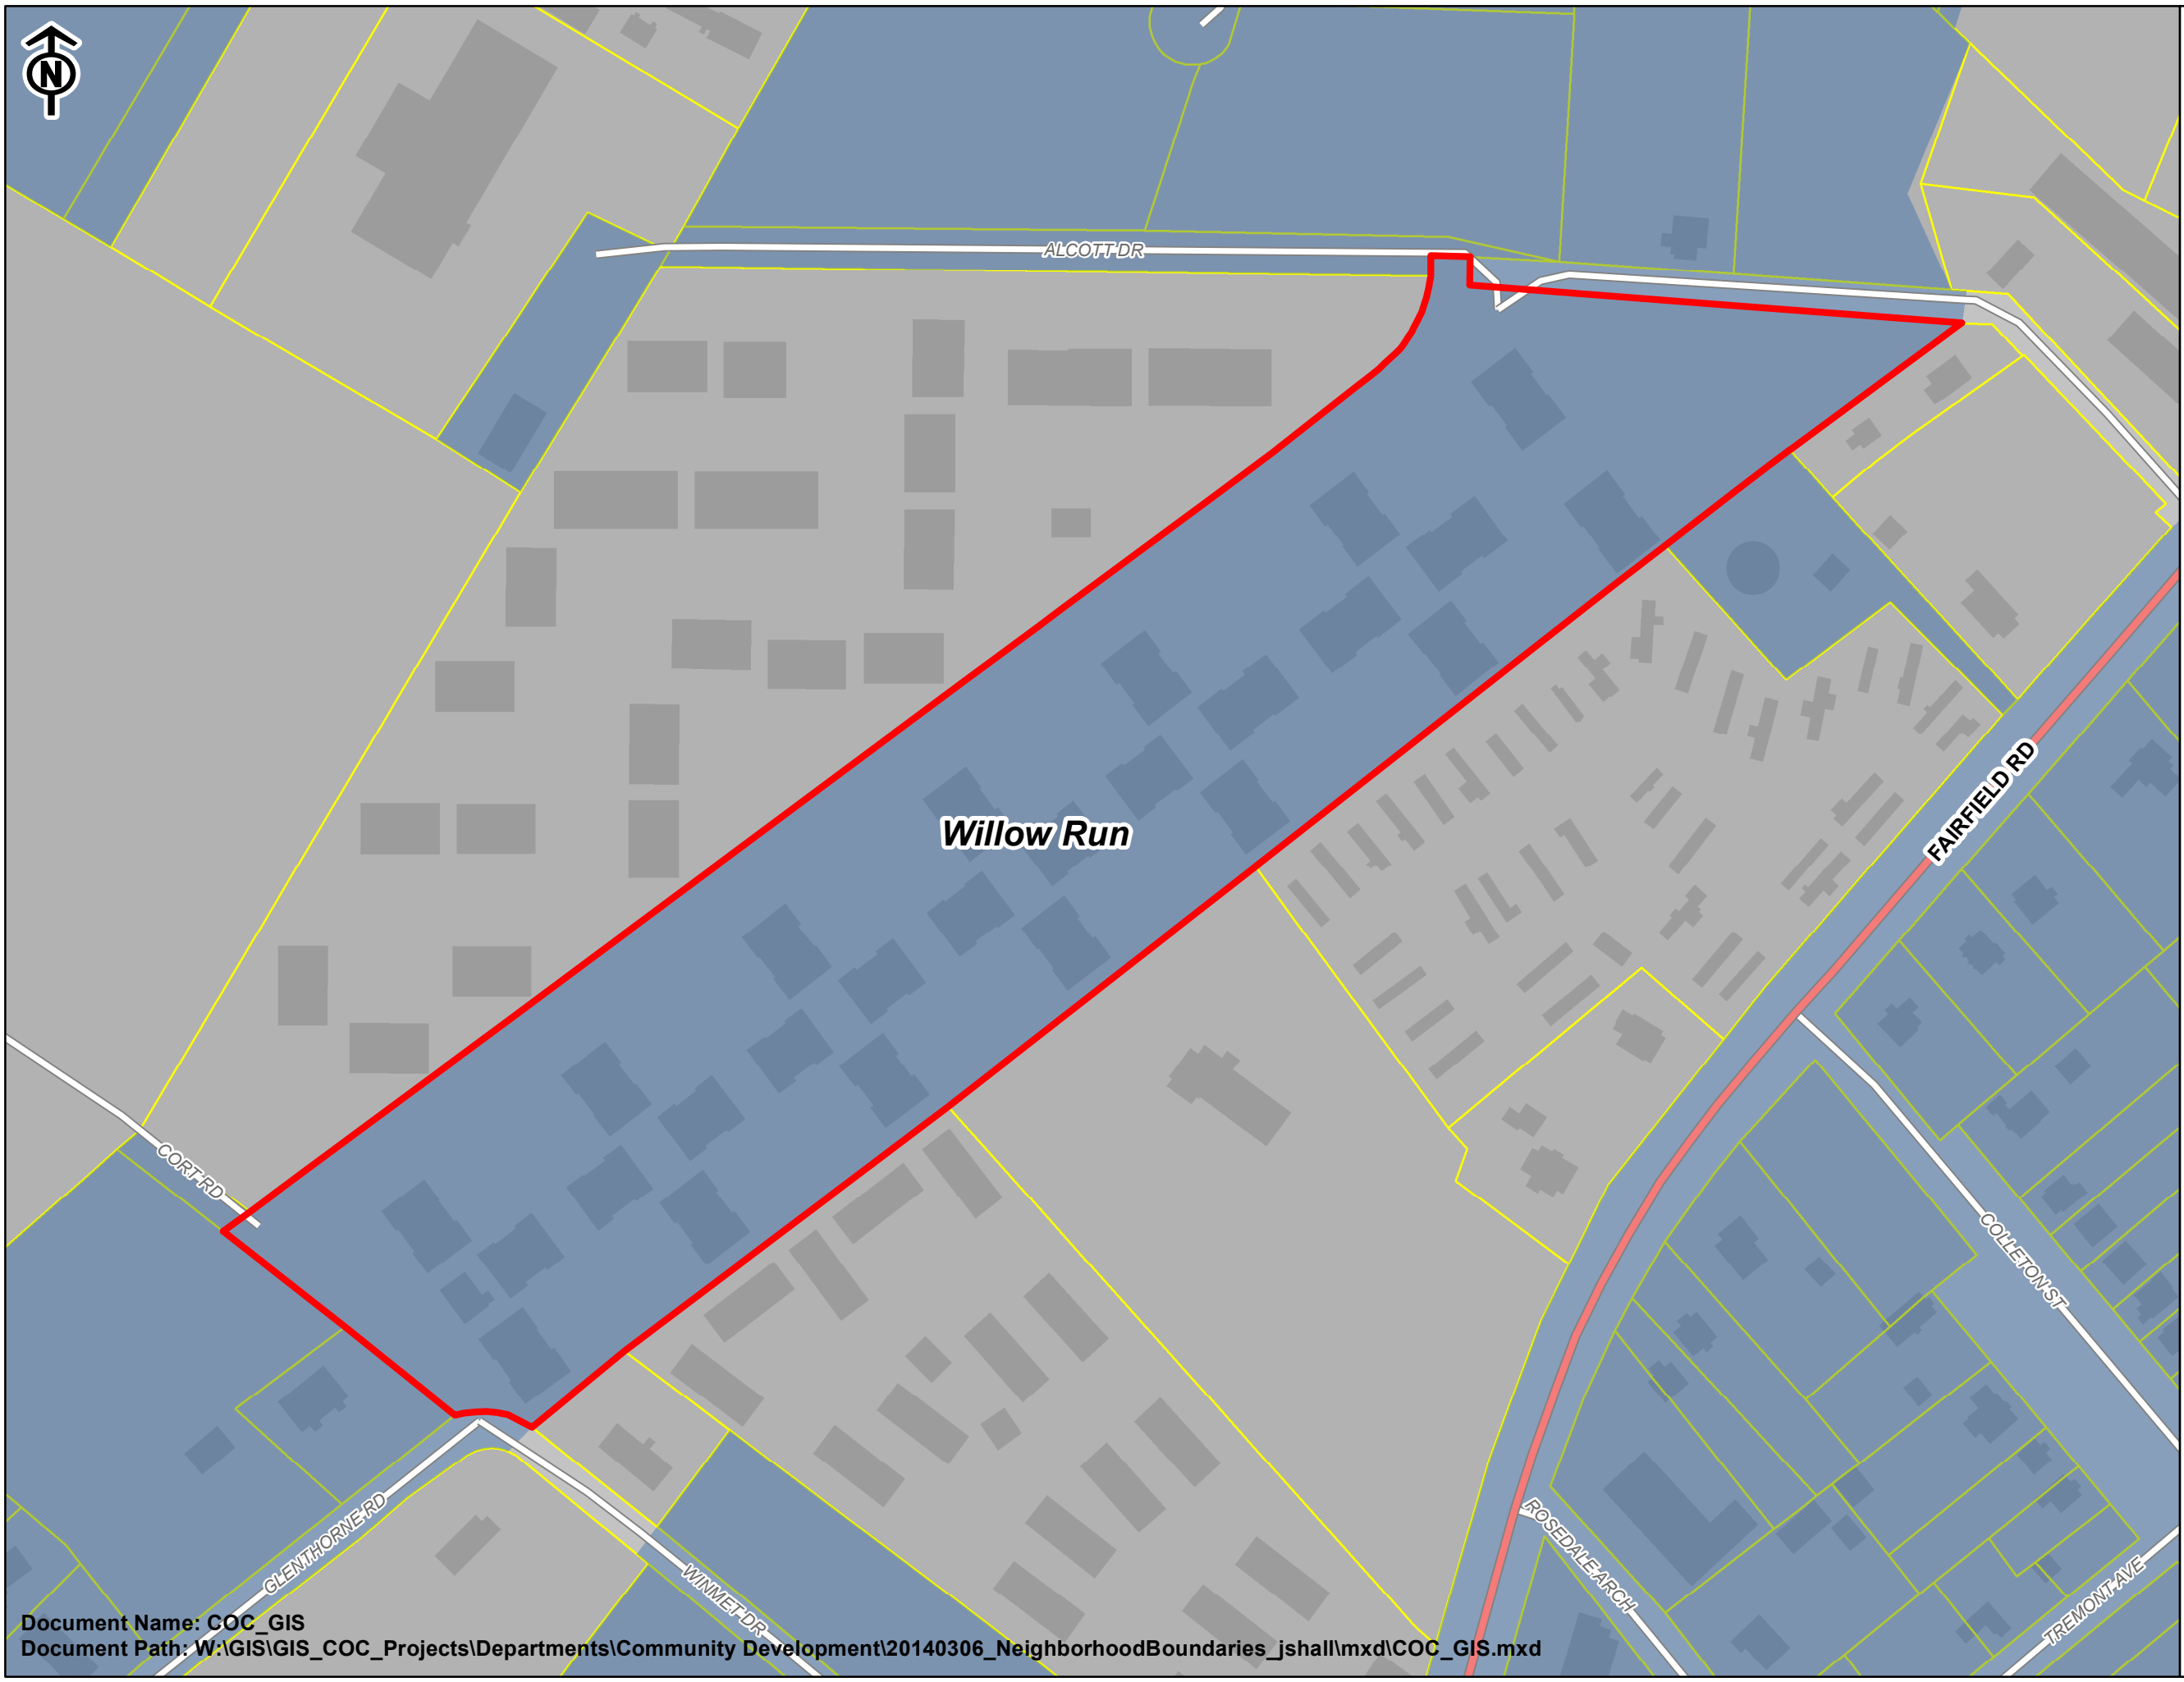 N
ALCOTT DR
FAIRFIELD RD
Willow Run
CORT RD
COLLETON ST
GLENTHORNE RD
WINMET DR
ROSEDALE ARCH
TREMONT AVE
Document Name: COC_GIS
Document Path: W:\GIS\GIS_COC_Projects\Departments\Community Development\20140306_NeighborhoodBoundaries_jshall\mxd\COC_GIS.mxd